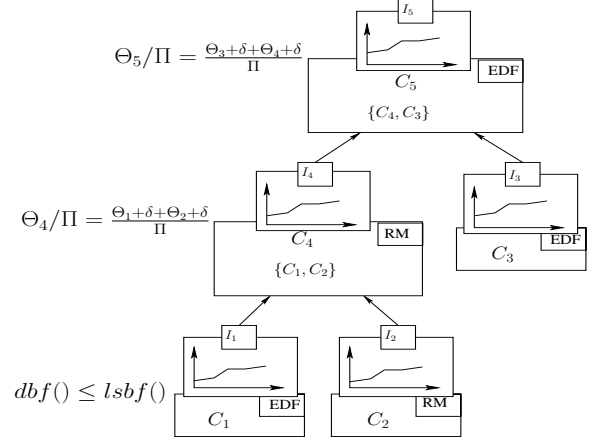 I₅
Θ₅/Π = (Θ₃+δ+Θ₄+δ)/Π
EDF
C₅
{C₄, C₃}
I₄
I₃
Θ₄/Π = (Θ₁+δ+Θ₂+δ)/Π
C₄
RM
EDF
C₃
{C₁, C₂}
I₁
I₂
dbf() ≤ lsbf()
EDF
RM
C₁
C₂